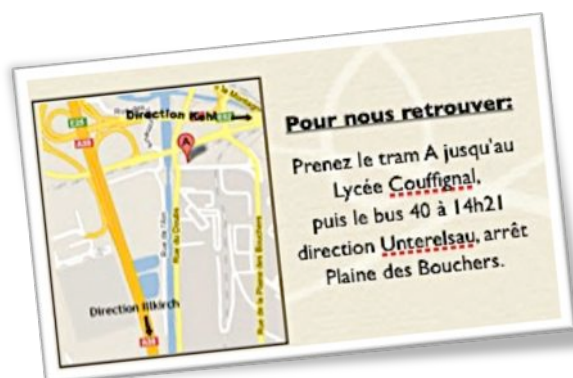 Direction Kehl
A
Direction Illkirch
Rue du Doubs
Rue de la Plaine des Bouchers
Pour nous retrouver:
Prenez le tram A jusqu'au
Lycée Couffignal,
puis le bus 40 à 14h21
direction Unterelsau, arrêt
Plaine des Bouchers.